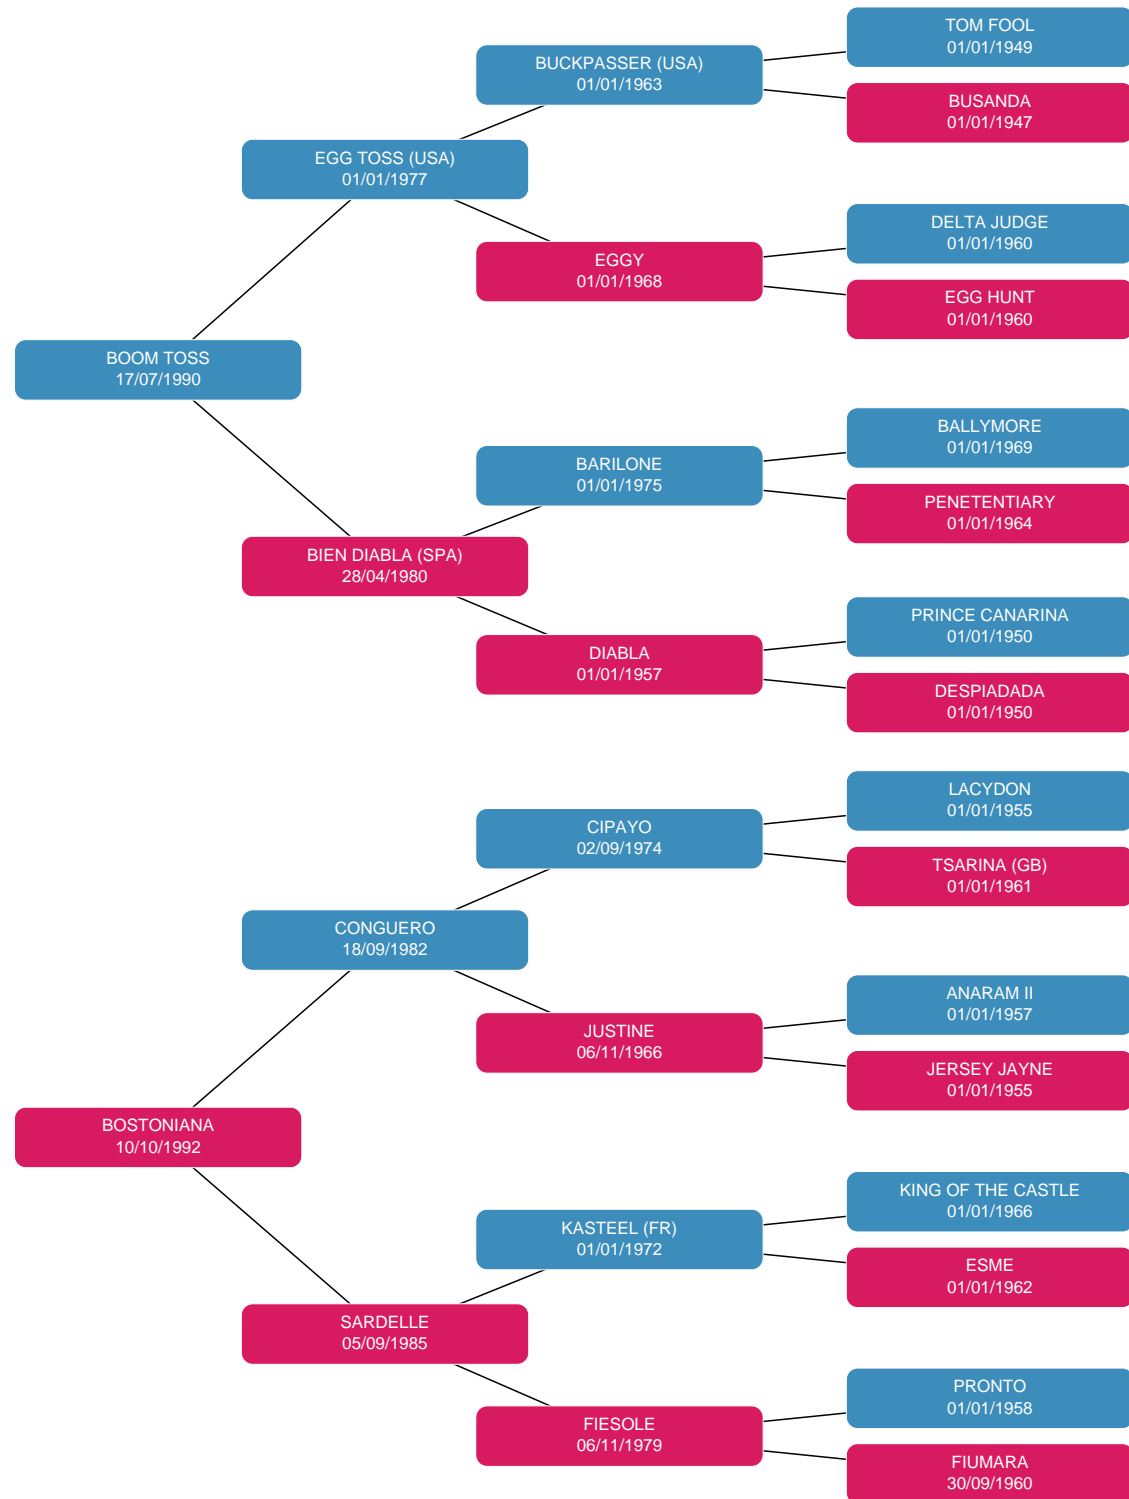 TOM FOOL
01/01/1949
BUCKPASSER (USA)
01/01/1963
BUSANDA
01/01/1947
EGG TOSS (USA)
01/01/1977
DELTA JUDGE
01/01/1960
EGGY
01/01/1968
EGG HUNT
01/01/1960
BOOM TOSS
17/07/1990
BALLYMORE
01/01/1969
BARILONE
01/01/1975
PENETENTIARY
01/01/1964
BIEN DIABLA (SPA)
28/04/1980
PRINCE CANARINA
01/01/1950
DIABLA
01/01/1957
DESPIADADA
01/01/1950
LACYDON
01/01/1955
CIPAYO
02/09/1974
TSARINA (GB)
01/01/1961
CONGUERO
18/09/1982
ANARAM II
01/01/1957
JUSTINE
06/11/1966
JERSEY JAYNE
01/01/1955
BOSTONIANA
10/10/1992
KING OF THE CASTLE
01/01/1966
KASTEEL (FR)
01/01/1972
ESME
01/01/1962
SARDELLE
05/09/1985
PRONTO
01/01/1958
FIESOLE
06/11/1979
FIUMARA
30/09/1960